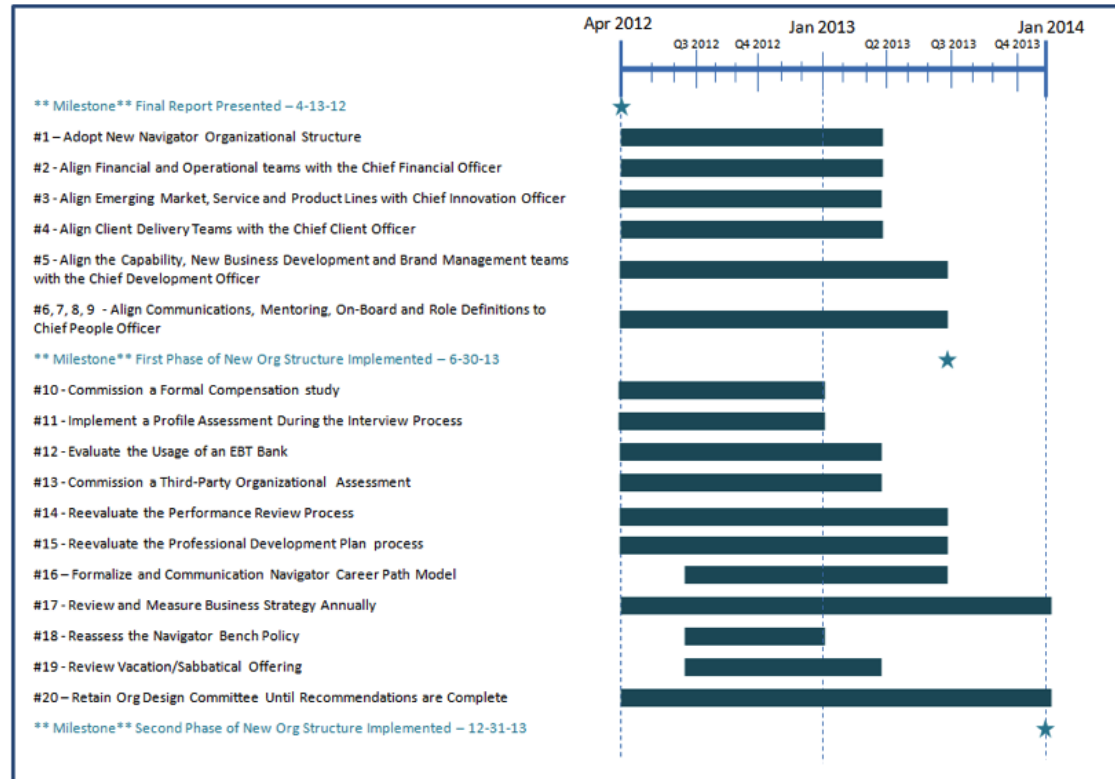 Apr 2012
Jan 2013
Jan 2014
Q3 2012
Q4 2012
Q2 2013
Q3 2013
Q4 2013
** Milestone** Final Report Presented – 4-13-12
#1 – Adopt New Navigator Organizational Structure
#2 - Align Financial and Operational teams with the Chief Financial Officer
#3 - Align Emerging Market, Service and Product Lines with Chief Innovation Officer
#4 - Align Client Delivery Teams with the Chief Client Officer
#5 - Align the Capability, New Business Development and Brand Management teams
with the Chief Development Officer
#6, 7, 8, 9 - Align Communications, Mentoring, On-Board and Role Definitions to
Chief People Officer
** Milestone** First Phase of New Org Structure Implemented – 6-30-13
#10 - Commission a Formal Compensation study
#11 - Implement a Profile Assessment During the Interview Process
#12 - Evaluate the Usage of an EBT Bank
#13 - Commission a Third-Party Organizational Assessment
#14 - Reevaluate the Performance Review Process
#15 - Reevaluate the Professional Development Plan process
#16 – Formalize and Communication Navigator Career Path Model
#17 - Review and Measure Business Strategy Annually
#18 - Reassess the Navigator Bench Policy
#19 - Review Vacation/Sabbatical Offering
#20 – Retain Org Design Committee Until Recommendations are Complete
** Milestone** Second Phase of New Org Structure Implemented – 12-31-13